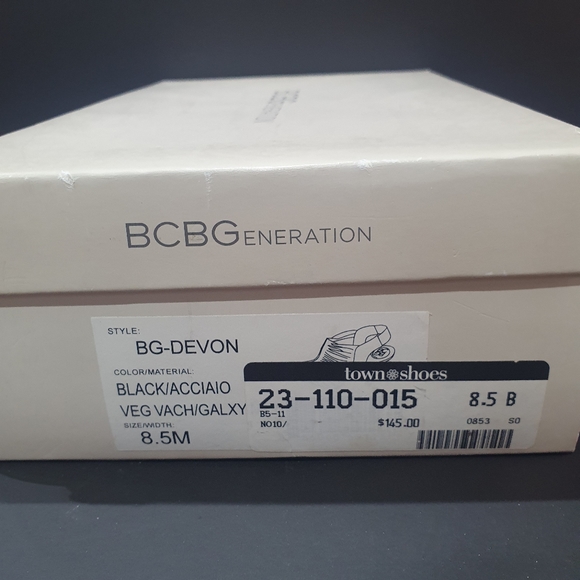 BCBGENERATION
STYLE:
BG-DEVON
COLOR/MATERIAL:
BLACK/ACCIAIO
VEG VACH/GALXY
SIZE/WIDTH:
8.5M
town shoes
23-110-015 8.5 B
B5-11
NO10/ $145.00 0853 SO